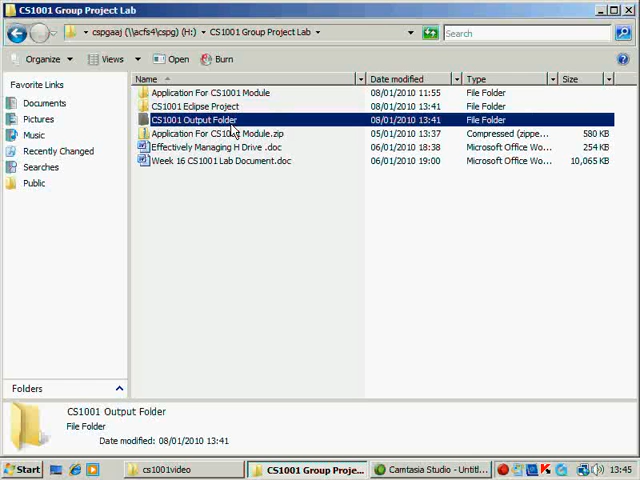 CS1001 Group Project Lab
cspgaaj (\\acfs4\cspg) (H:) CS1001 Group Project Lab
Search
Organize Views Open Burn
Favorite Links
Documents
Pictures
Music
Recently Changed
Searches
Public
Name Date modified Type Size
Application For CS1001 Module 08/01/2010 11:55 File Folder
CS1001 Eclipse Project 08/01/2010 13:41 File Folder
CS1001 Output Folder 08/01/2010 13:41 File Folder
Application For CS1001 Module.zip 05/01/2010 13:37 Compressed (zippe... 580 KB
Effectively Managing H Drive .doc 06/01/2010 18:38 Microsoft Office Wo... 254 KB
Week 16 CS1001 Lab Document.doc 06/01/2010 19:00 Microsoft Office Wo... 10,065 KB
Folders
CS1001 Output Folder
File Folder
Date modified: 08/01/2010 13:41
Start cs1001video CS1001 Group Proje... Camtasia Studio - Untitl... 13:45